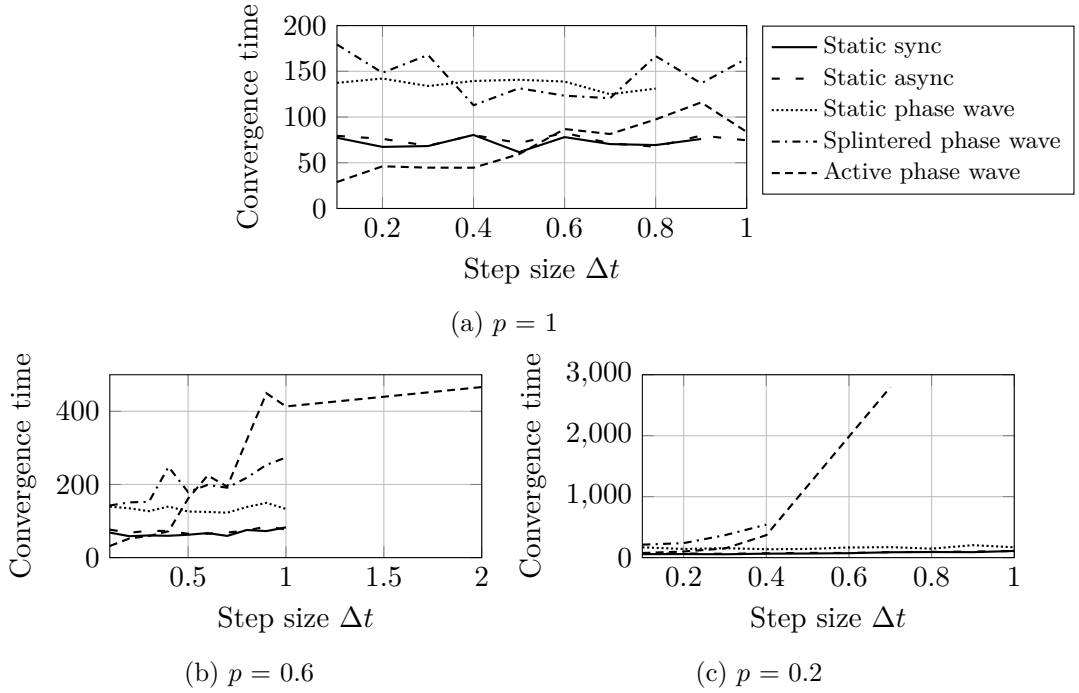 Convergence time
200
150
100
50
0
0.2 0.4 0.6 0.8 1
Step size Δt
Static sync
Static async
Static phase wave
Splintered phase wave
Active phase wave
(a) p = 1
Convergence time
400
200
0
0.5 1 1.5 2
Step size Δt
(b) p = 0.6
Convergence time
3,000
2,000
1,000
0
0.2 0.4 0.6 0.8 1
Step size Δt
(c) p = 0.2